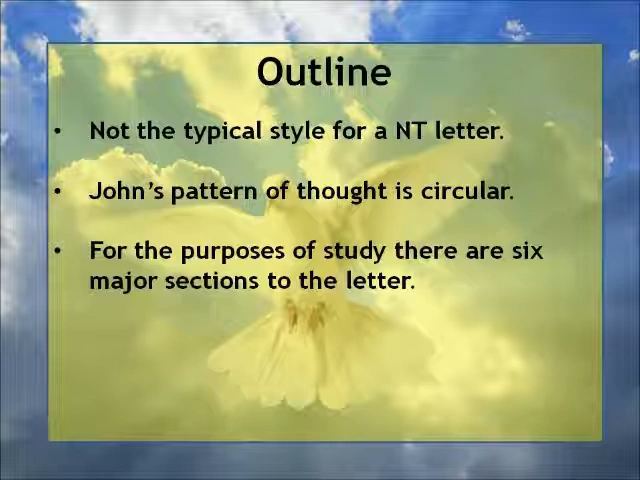 Outline
• Not the typical style for a NT letter.
• John's pattern of thought is circular.
• For the purposes of study there are six
major sections to the letter.